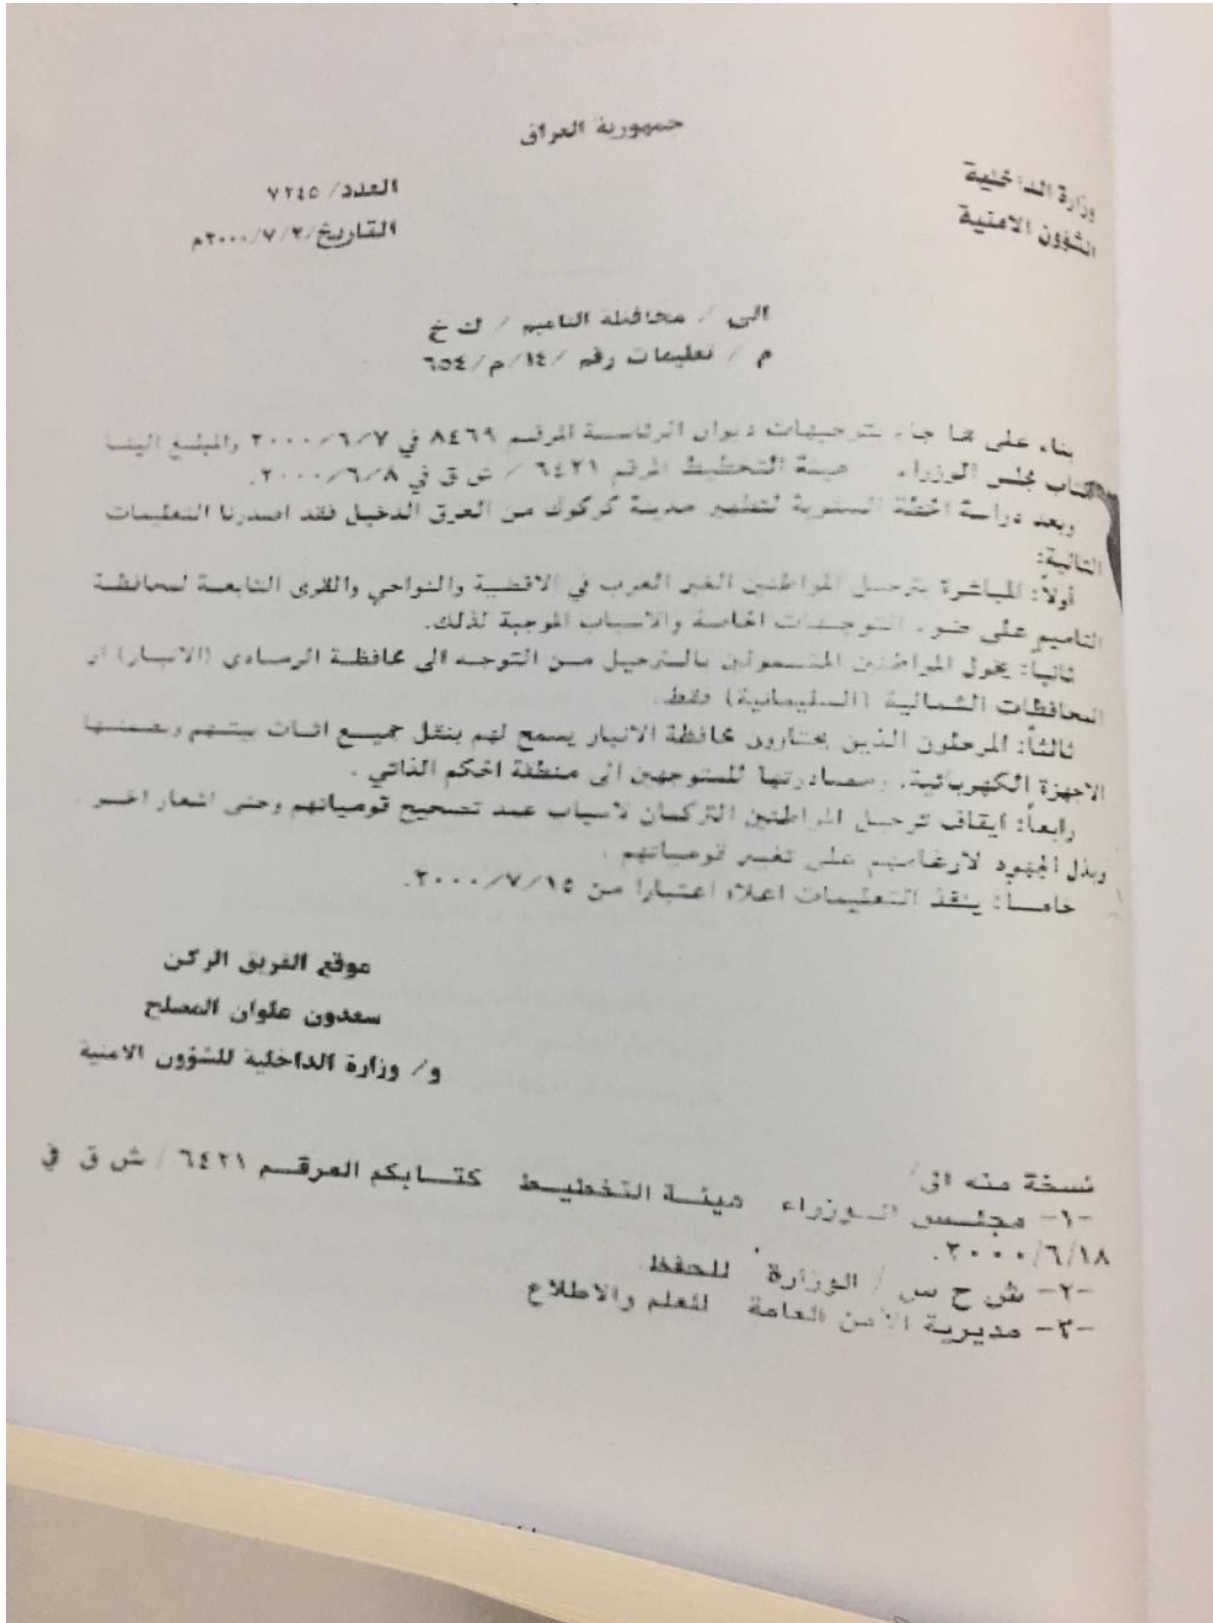 جمهورية العراق
وزارة الداخلية
الشؤون الامنية
العدد/ ٧٢٤٥
التاريخ/٢/٧/٢٠٠٠م
الى / محافظة التاميم / ك خ
م / تعليمات رقم /١٤/م/٦٥٤
بناء على ما جاء بتوجيهات ديوان الرئاسة المرقم ٨٤٦٩ في ٢٠٠٠/٦/٧ والمبلغ الينا
كتاب مجلس الوزراء هيئة التخطيط المرقم ٦٤٢١ / ش ق في ٢٠٠٠/٦/٨.
وبعد دراسة الخطة السنوية لتطهير مدينة كركوك من العرق الدخيل فقد اصدرنا التعليمات
التالية:
أولاً: المباشرة بترحيل المواطنين الغير العرب في الاقضية والنواحي والقرى التابعة لمحافظة
التاميم على ضوء التوجيهات الخاصة والاسباب الموجبة لذلك.
ثانياً: يخول المواطنين المشمولين بالترحيل من التوجه الى محافظة الرمادي (الانبار) او
المحافظات الشمالية (السليمانية) فقط.
ثالثاً: المرحلون الذين يختارون محافظة الانبار يسمح لهم بنقل جميع اثاث بيتهم وبضمنها
الاجهزة الكهربائية. ومصادرتها للمتوجهين الى منطقة الحكم الذاتي .
رابعاً: ايقاف ترحيل المواطنين التركمان لاسباب عمد تصحيح قومياتهم وحتى اشعار اخر .
وبذل الجهود لارغامهم على تغير قومياتهم .
خامسا: ينفذ التعليمات اعلاه اعتبارا من ٢٠٠٠/٧/١٥.
موقع الفريق الركن
سعدون علوان المصلح
و/ وزارة الداخلية للشؤون الامنية
نسخة منه الى/
-١- مجلس الوزراء هيئة التخطيط كتابكم المرقم ٦٤٢١ / ش ق في
٢٠٠٠/٦/١٨.
-٢- ش ح س / الوزارة للحفظ
-٣- مديرية الأمن العامة للعلم والاطلاع